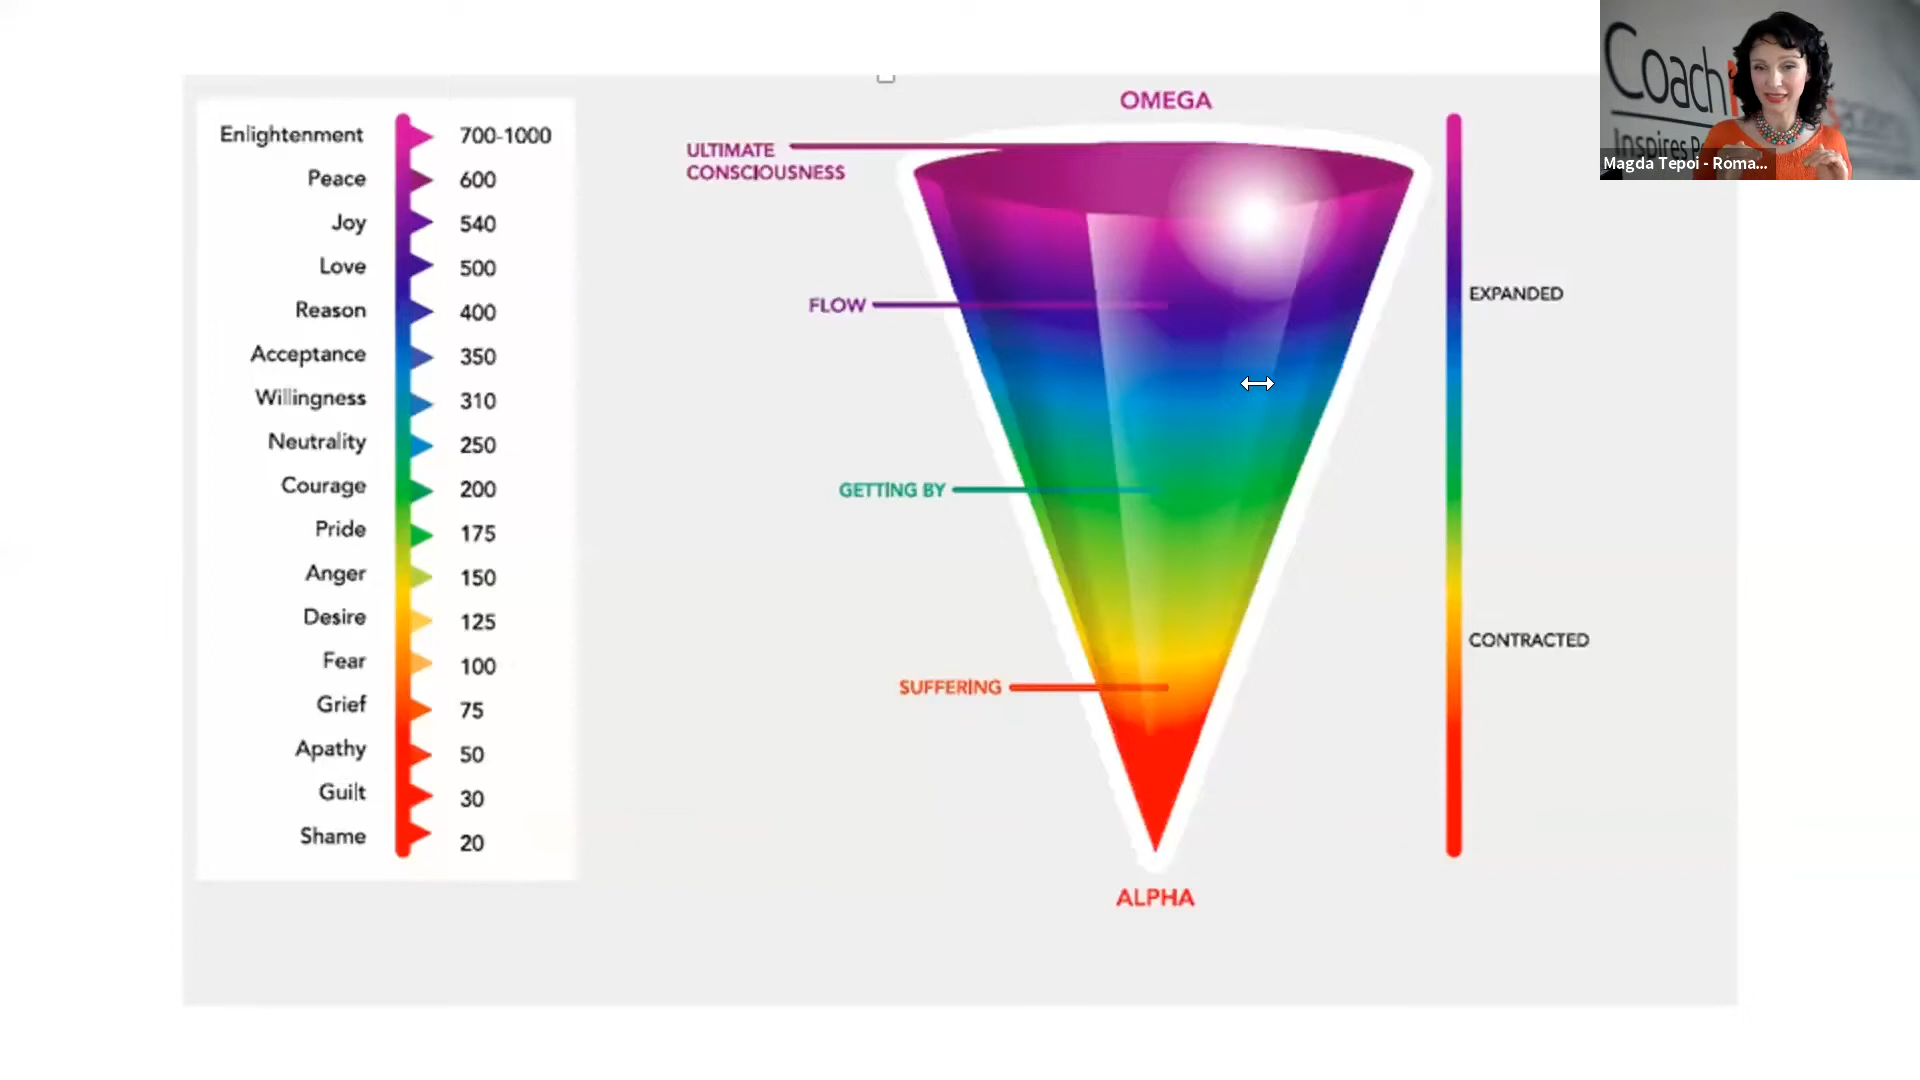 Enlightenment 700-1000
Peace 600
Joy 540
Love 500
Reason 400
Acceptance 350
Willingness 310
Neutrality 250
Courage 200
Pride 175
Anger 150
Desire 125
Fear 100
Grief 75
Apathy 50
Guilt 30
Shame 20
OMEGA
ULTIMATE
CONSCIOUSNESS
FLOW
GETTING BY
SUFFERING
ALPHA
EXPANDED
CONTRACTED
Coach
Inspires
Magda Tepoi - Roma...